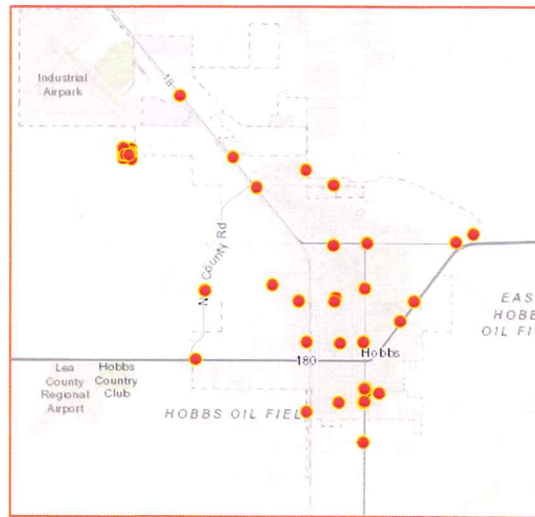 Industrial
Airpark
18
N County Rd
EAS
HOBB
OIL FI
Hobbs
180
Lea
County
Regional
Airport
Hobbs
Country
Club
HOBBS OIL FIEL